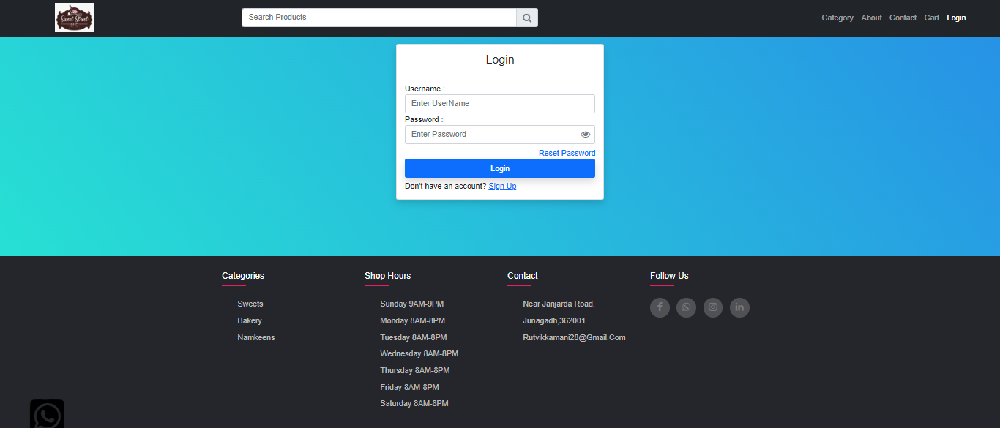 Sweet Street
bakery
Search Products
Category About Contact Cart Login
Login
Username :
Enter UserName
Password :
Enter Password
Reset Password
Login
Don't have an account? Sign Up
Categories
Sweets
Bakery
Namkeens
Shop Hours
Sunday 9AM-9PM
Monday 8AM-8PM
Tuesday 8AM-8PM
Wednesday 8AM-8PM
Thursday 8AM-8PM
Friday 8AM-8PM
Saturday 8AM-8PM
Contact
Near Janjarda Road,
Junagadh,362001
Rutvikkamani28@Gmail.Com
Follow Us